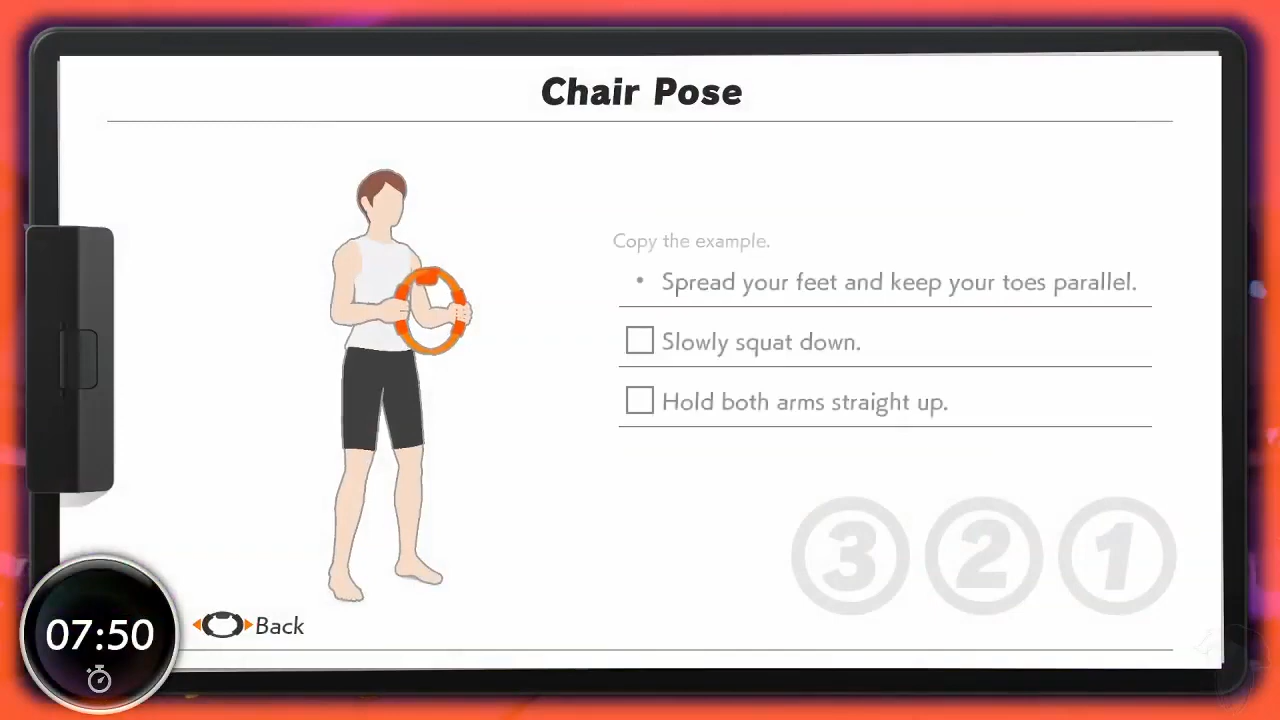 Chair Pose
Copy the example.
• Spread your feet and keep your toes parallel.
Slowly squat down.
Hold both arms straight up.
3 2 1
07:50
Back